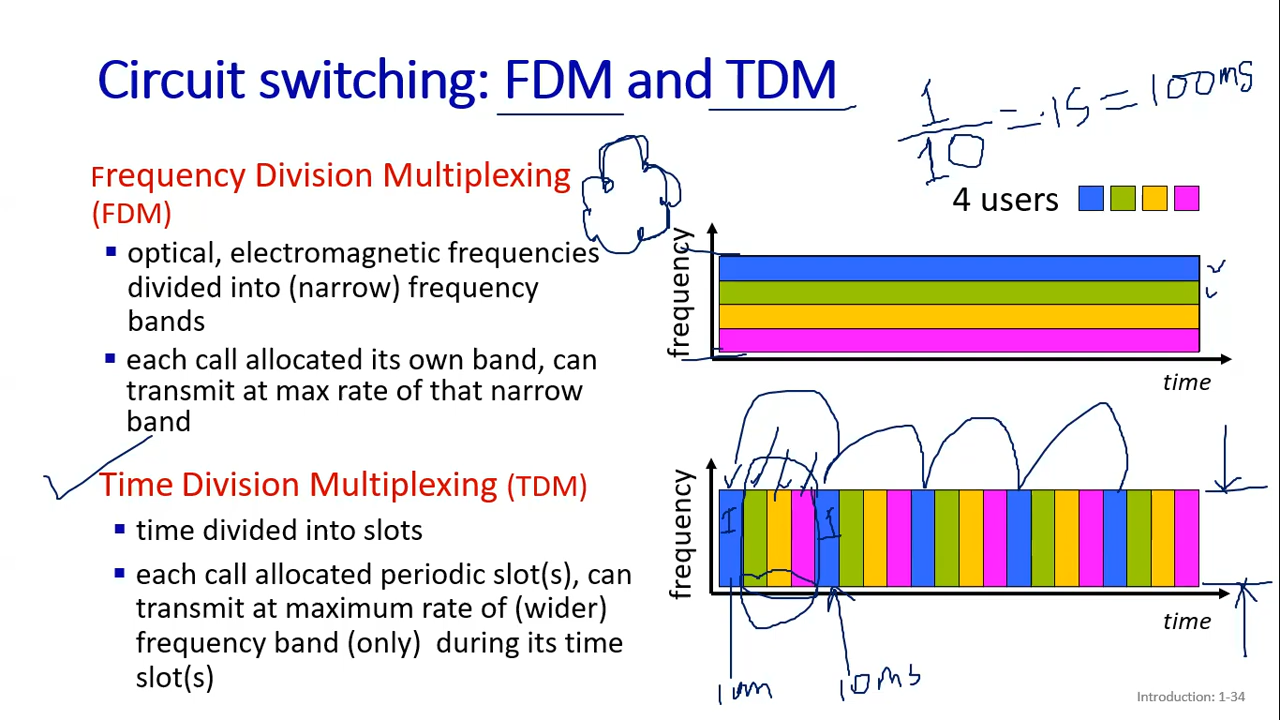 Circuit switching: FDM and TDM
1/10 = .1S = 100ms
Frequency Division Multiplexing
(FDM)
▪ optical, electromagnetic frequencies
divided into (narrow) frequency
bands
▪ each call allocated its own band, can
transmit at max rate of that narrow
band
4 users
frequency
time
Time Division Multiplexing (TDM)
▪ time divided into slots
▪ each call allocated periodic slot(s), can
transmit at maximum rate of (wider)
frequency band (only) during its time
slot(s)
frequency
I
1
time
10ms
Introduction: 1-34